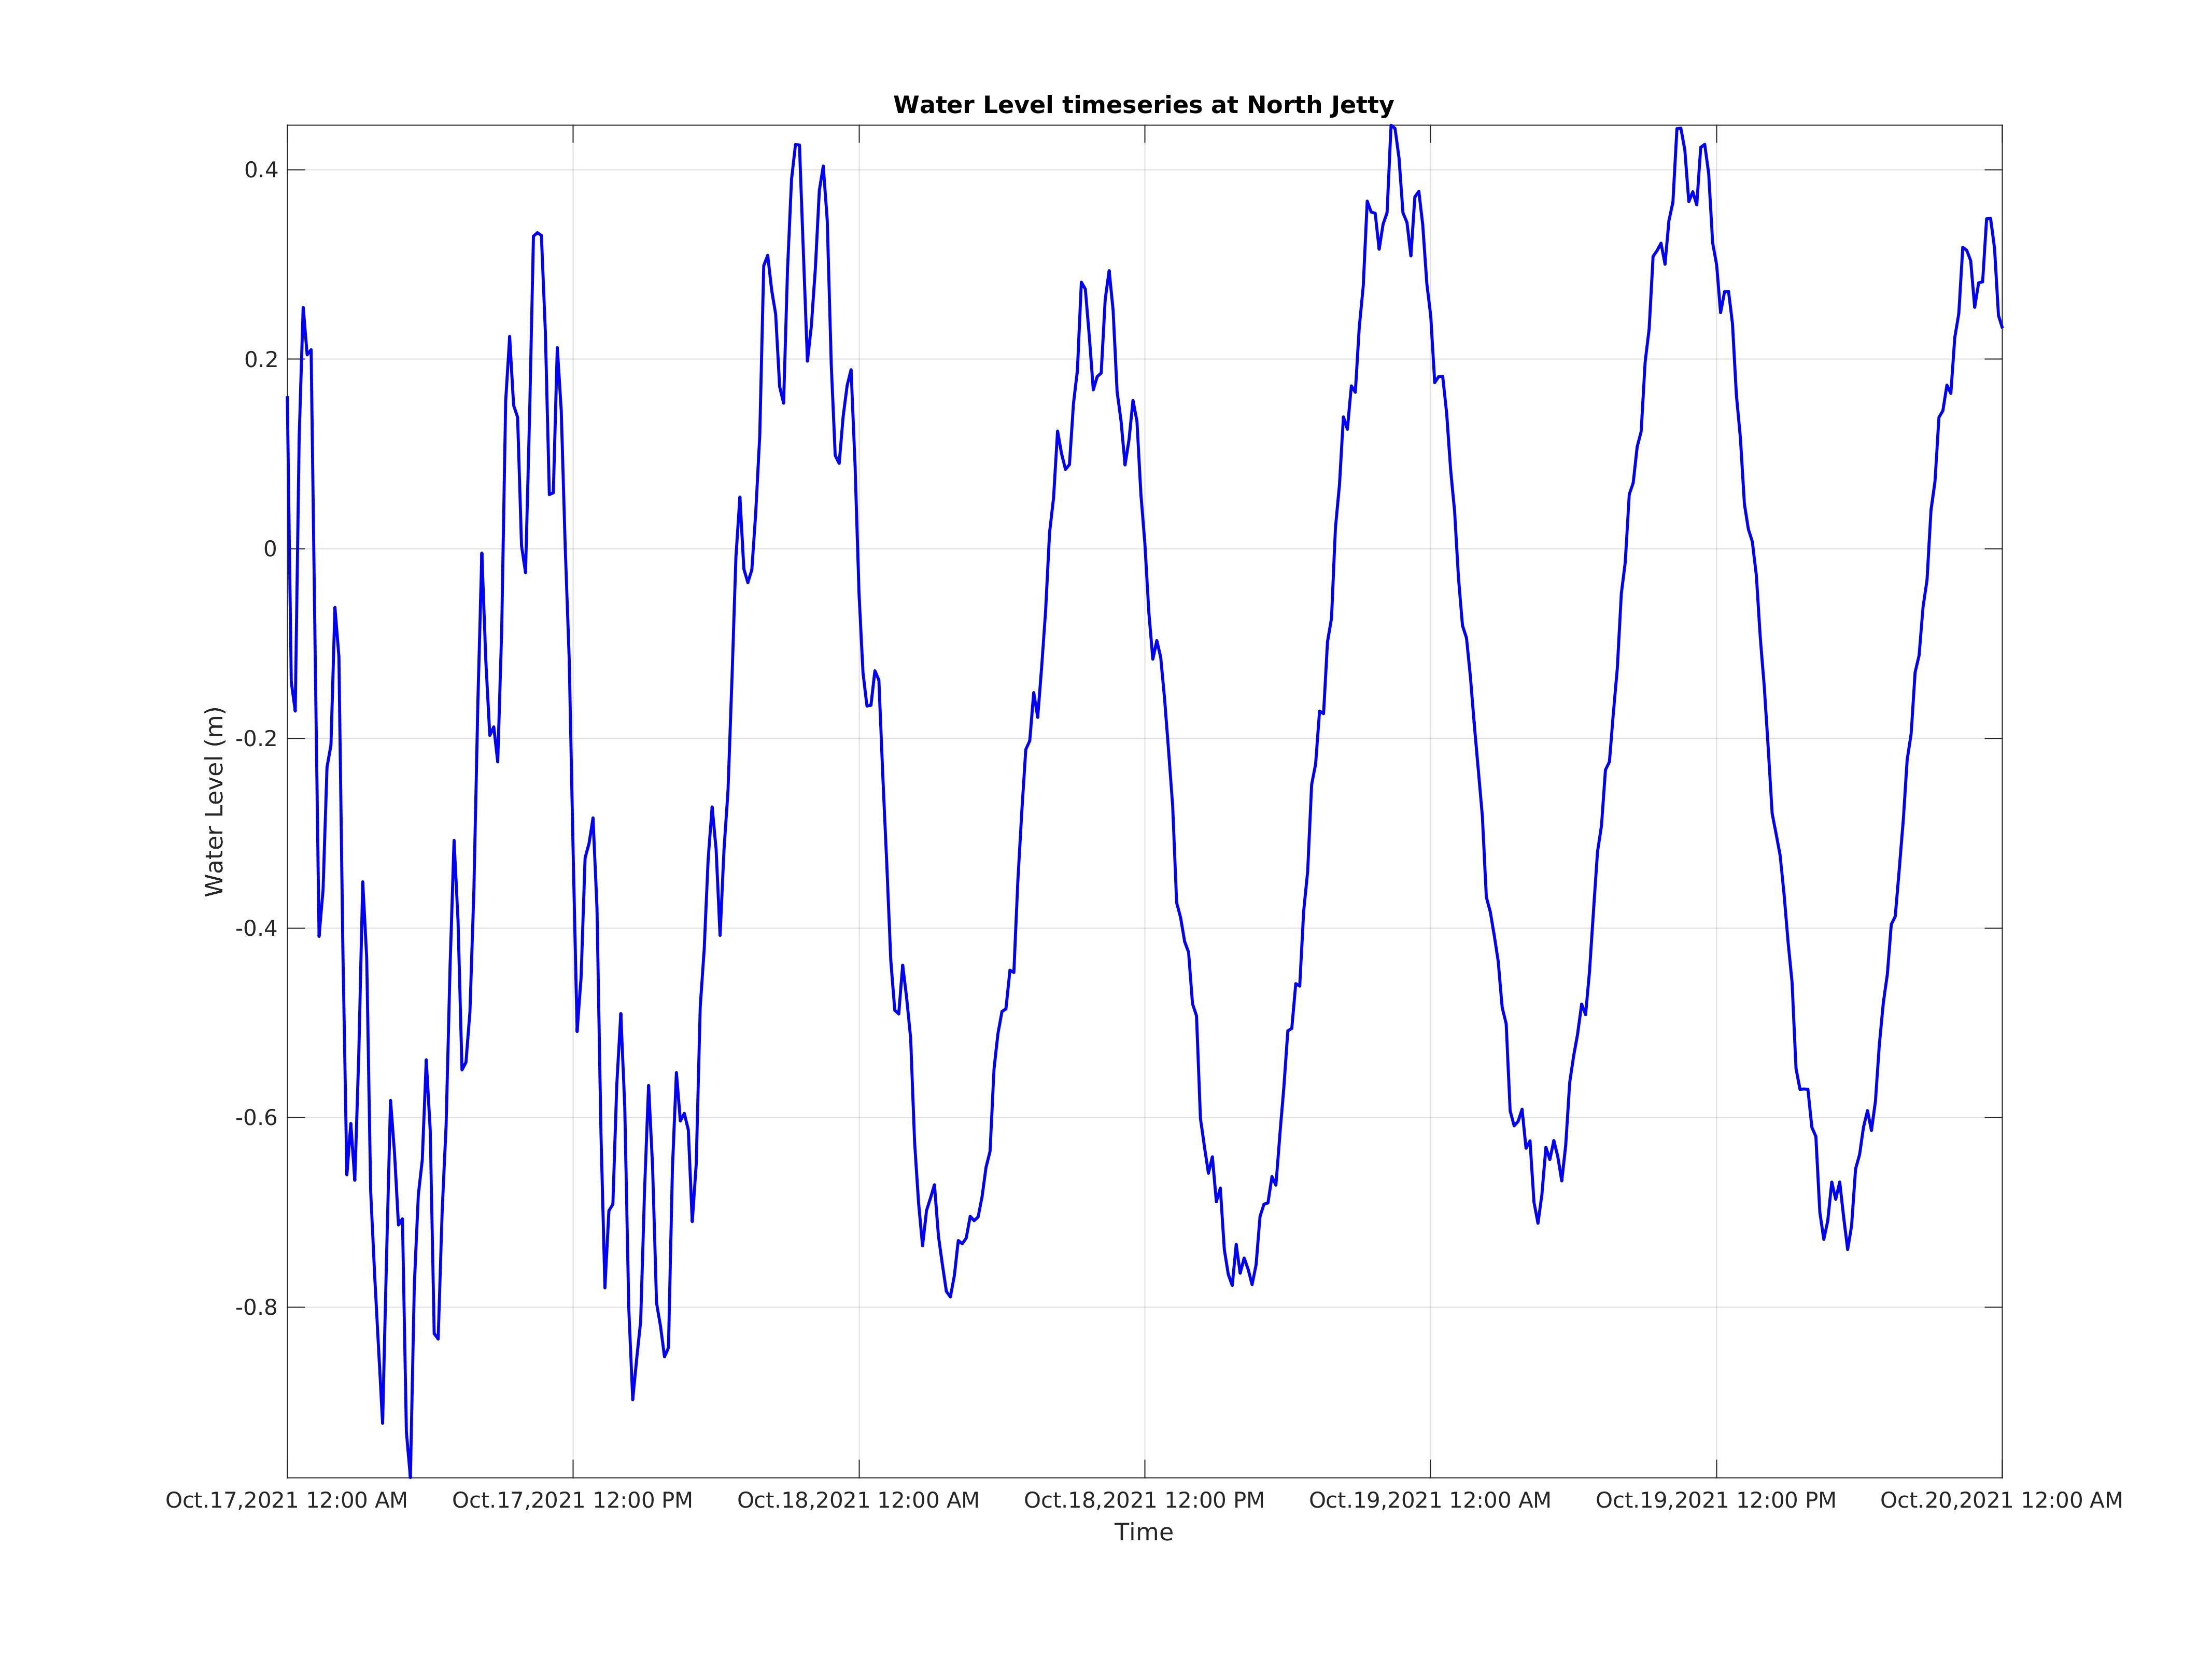 Water Level timeseries at North Jetty
0.4
0.2
0
-0.2
-0.4
-0.6
-0.8
Water Level (m)
Oct.17,2021 12:00 AM
Oct.17,2021 12:00 PM
Oct.18,2021 12:00 AM
Oct.18,2021 12:00 PM
Oct.19,2021 12:00 AM
Oct.19,2021 12:00 PM
Oct.20,2021 12:00 AM
Time